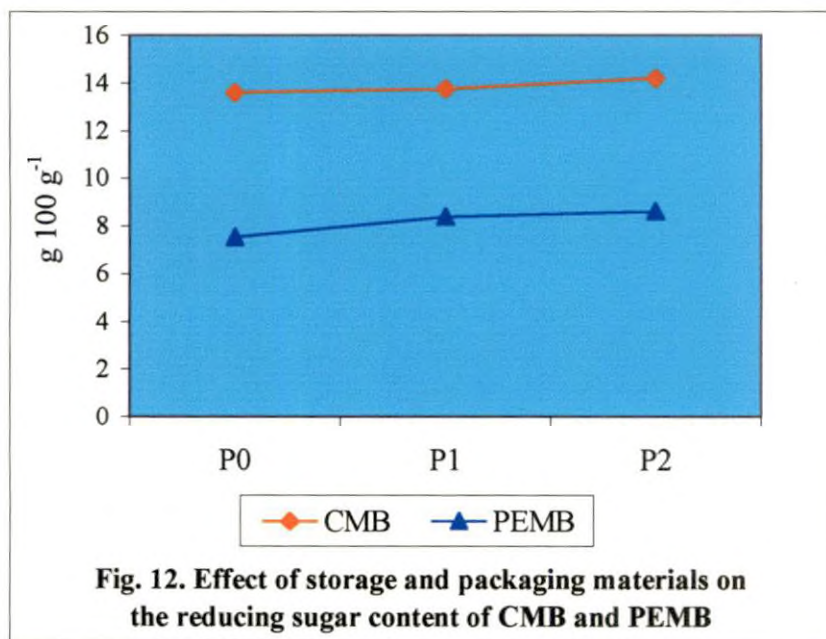 16
14
12
10
8
6
4
2
0
g 100 g⁻¹
P0 P1 P2
CMB PEMB
Fig. 12. Effect of storage and packaging materials on
the reducing sugar content of CMB and PEMB